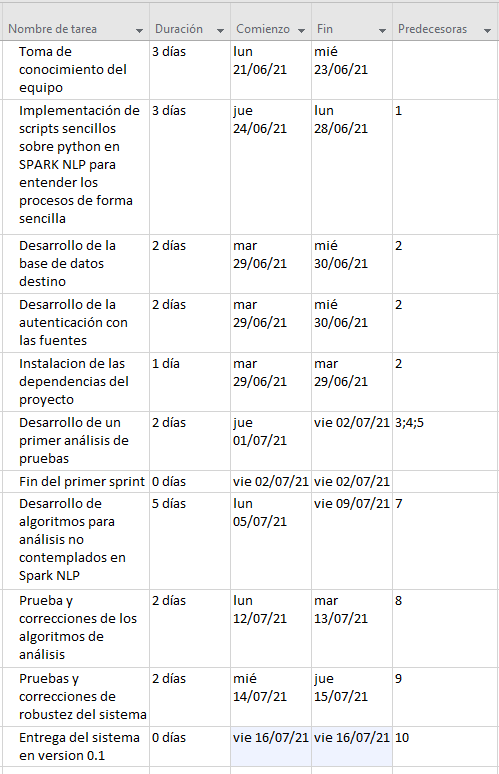 Nombre de tarea Duración Comienzo Fin Predecesoras
Toma de 3 días lun mié
conocimiento del 21/06/21 23/06/21
equipo
Implementación de 3 días jue lun 1
scripts sencillos 24/06/21 28/06/21
sobre python en
SPARK NLP para
entender los
procesos de forma
sencilla
Desarrollo de la 2 días mar mié 2
base de datos 29/06/21 30/06/21
destino
Desarrollo de la 2 días mar mié 2
autenticación con 29/06/21 30/06/21
las fuentes
Instalacion de las 1 día mar mar 2
dependencias del 29/06/21 29/06/21
proyecto
Desarrollo de un 2 días jue vie 02/07/21 3;4;5
primer análisis de 01/07/21
pruebas
Fin del primer sprint 0 días vie 02/07/21 vie 02/07/21
Desarrollo de 5 días lun vie 09/07/21 7
algoritmos para 05/07/21
análisis no
contemplados en
Spark NLP
Prueba y 2 días lun mar 8
correcciones de los 12/07/21 13/07/21
algoritmos de
análisis
Pruebas y 2 días mié jue 9
correcciones de 14/07/21 15/07/21
robustez del sistema
Entrega del sistema 0 días vie 16/07/21 vie 16/07/21 10
en version 0.1